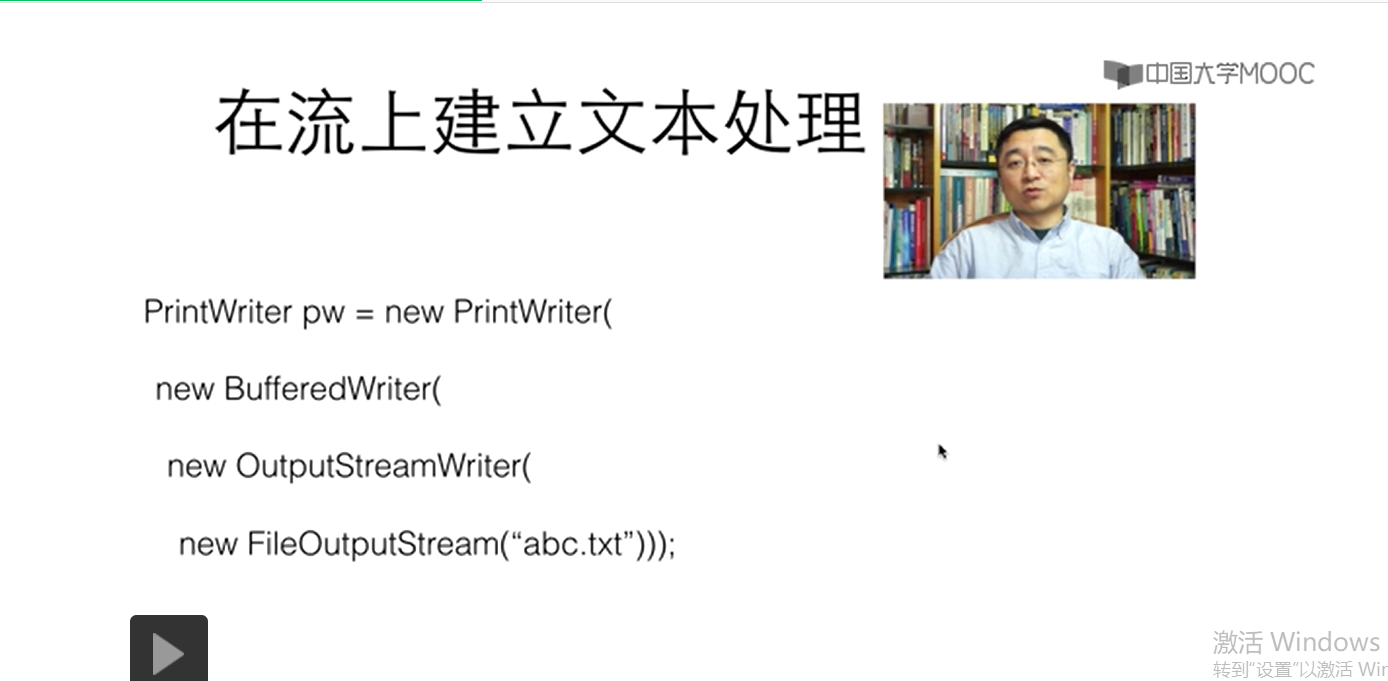 中国大学MOOC
在流上建立文本处理
PrintWriter pw = new PrintWriter(
new BufferedWriter(
new OutputStreamWriter(
new FileOutputStream(“abc.txt”)));
激活 Windows
转到“设置”以激活 Win